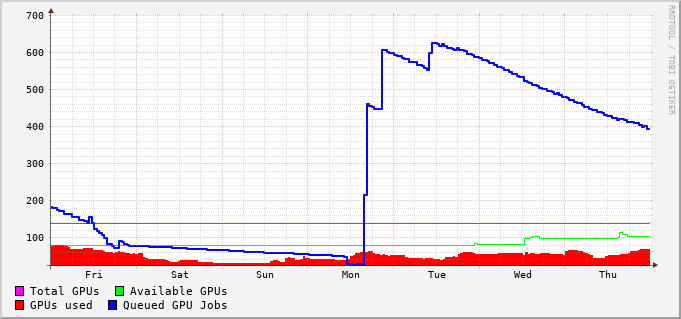 700
600
500
400
300
200
100
Fri Sat Sun Mon Tue Wed Thu
Total GPUs Available GPUs
GPUs used Queued GPU Jobs
RRDTOOL / TOBI OETIKER